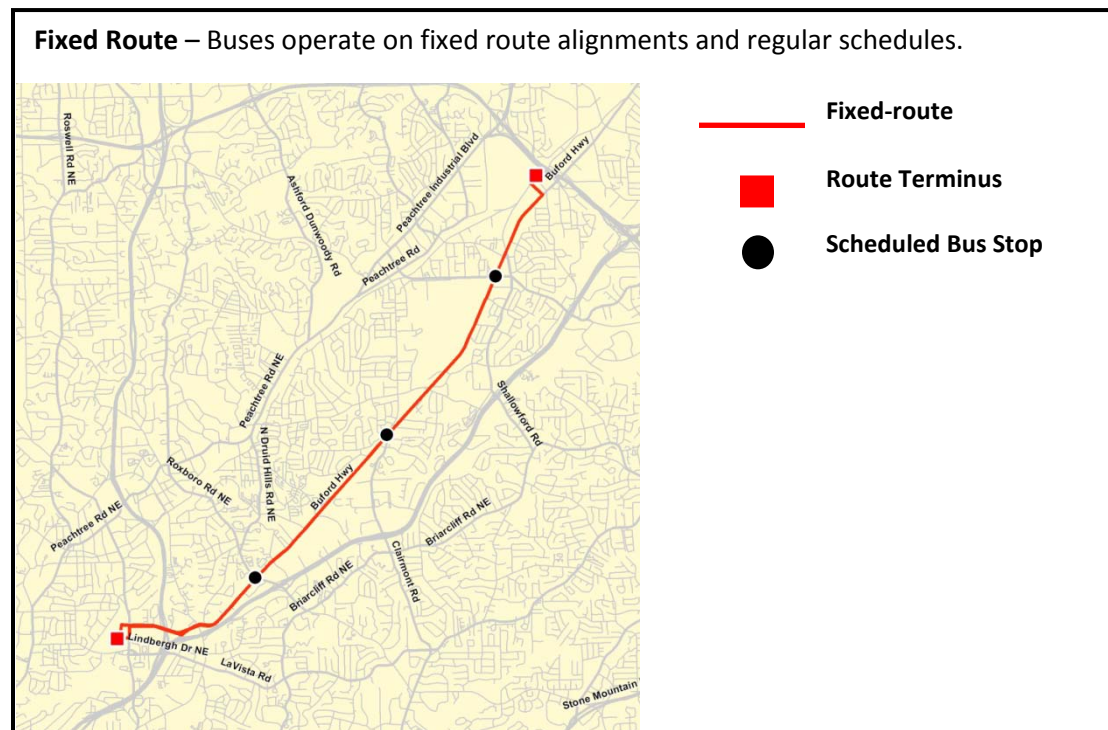 Fixed Route – Buses operate on fixed route alignments and regular schedules.
Fixed-route
Route Terminus
Scheduled Bus Stop
Roswell Rd NE
Ashford Dunwoody Rd
Peachtree Industrial Blvd
Buford Hwy
Peachtree Rd
Peachtree Rd NE
N Druid Hills Rd NE
Shallowford Rd
Roxboro Rd NE
Buford Hwy
Peachtree Rd NE
Briarcliff Rd NE
Clairmont Rd
Briarcliff Rd NE
Lindbergh Dr NE
LaVista Rd
Stone Mountain